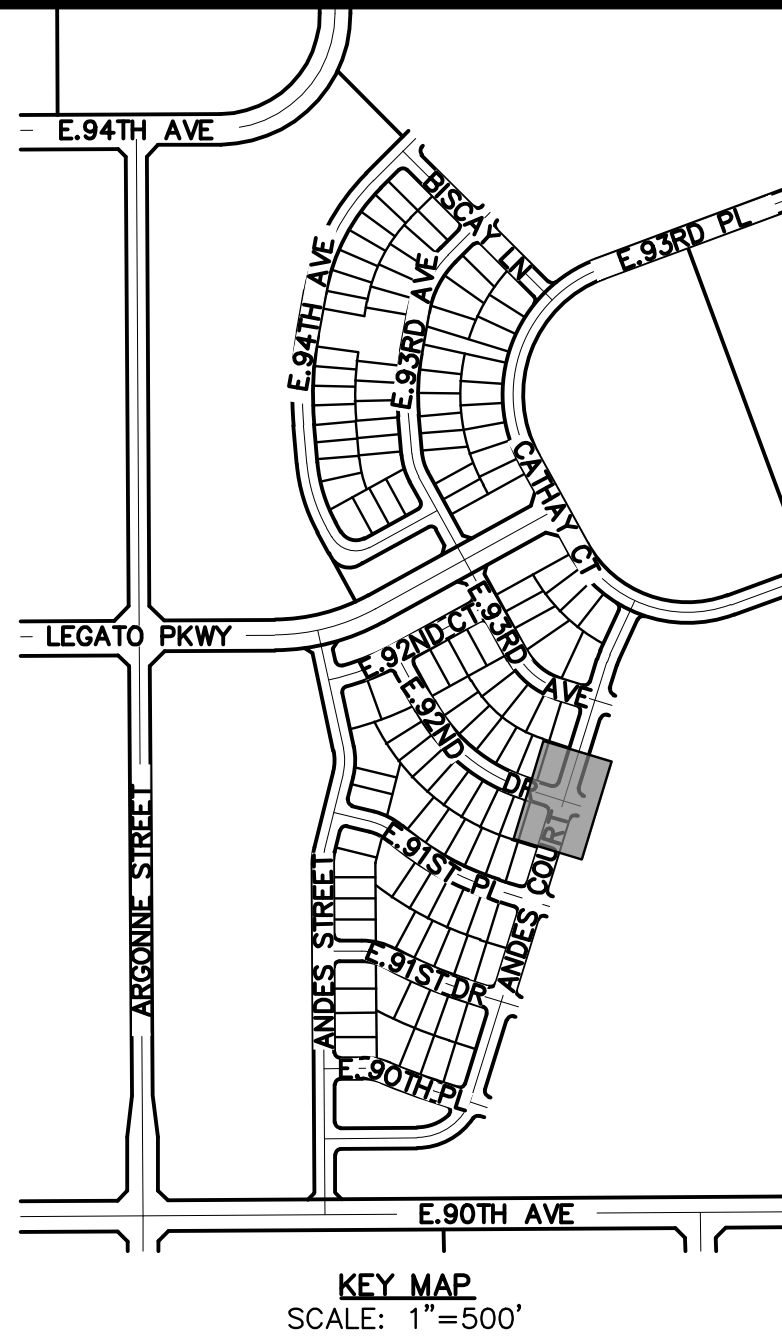 E.94TH AVE
BISCAY LN
E.93RD PL
E.94TH AVE
E.93RD AVE
CATHAY CT
LEGATO PKWY
E.92ND CT
E.93RD AVE
E.92ND DR
ARGONNE STREET
ANDES STREET
E.91ST PL
ANDES COURT
E.91ST DR
E. 90TH PL
E.90TH AVE
KEY MAP
SCALE: 1"=500'